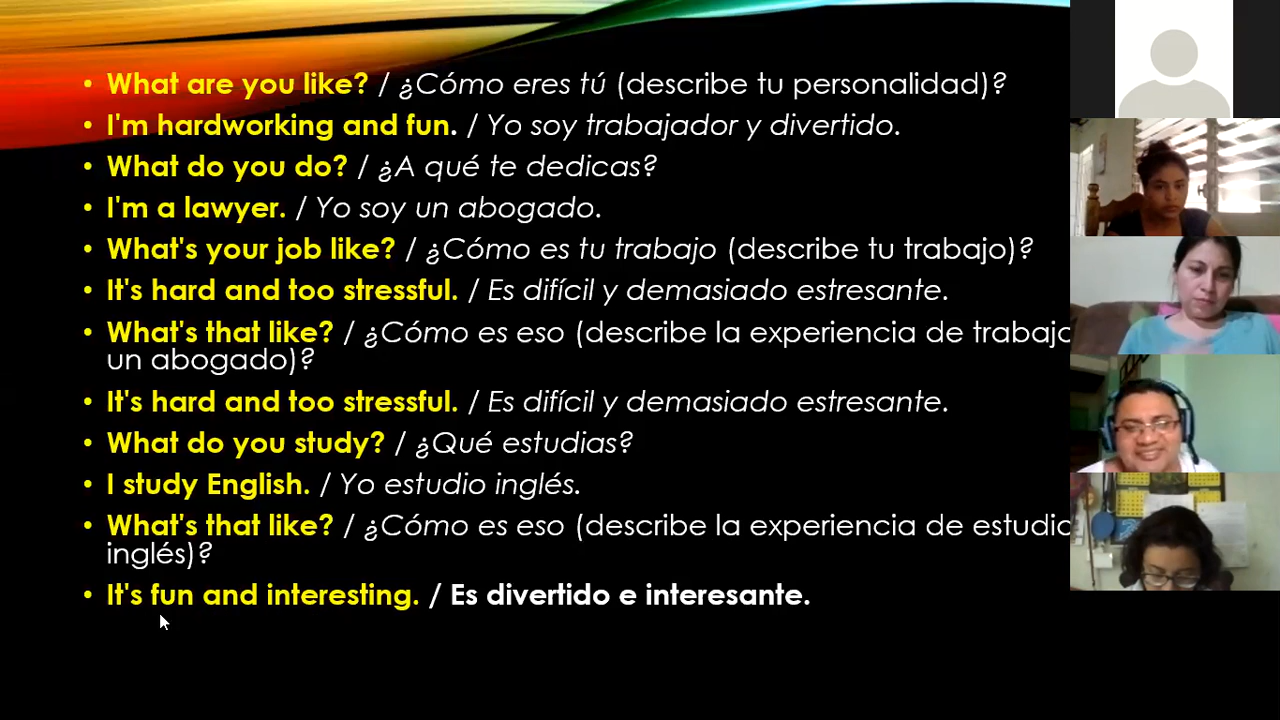 • What are you like? / ¿Cómo eres tú (describe tu personalidad)?
• I'm hardworking and fun. / Yo soy trabajador y divertido.
• What do you do? / ¿A qué te dedicas?
• I'm a lawyer. / Yo soy un abogado.
• What's your job like? / ¿Cómo es tu trabajo (describe tu trabajo)?
• It's hard and too stressful. / Es difícil y demasiado estresante.
• What's that like? / ¿Cómo es eso (describe la experiencia de
un abogado)?
• It's hard and too stressful. / Es difícil y demasiado estresante.
• What do you study? / ¿Qué estudias?
• I study English. / Yo estudio inglés.
• What's that like? / ¿Cómo es eso (describe la experiencia de
inglés)?
• It's fun and interesting. / Es divertido e interesante.